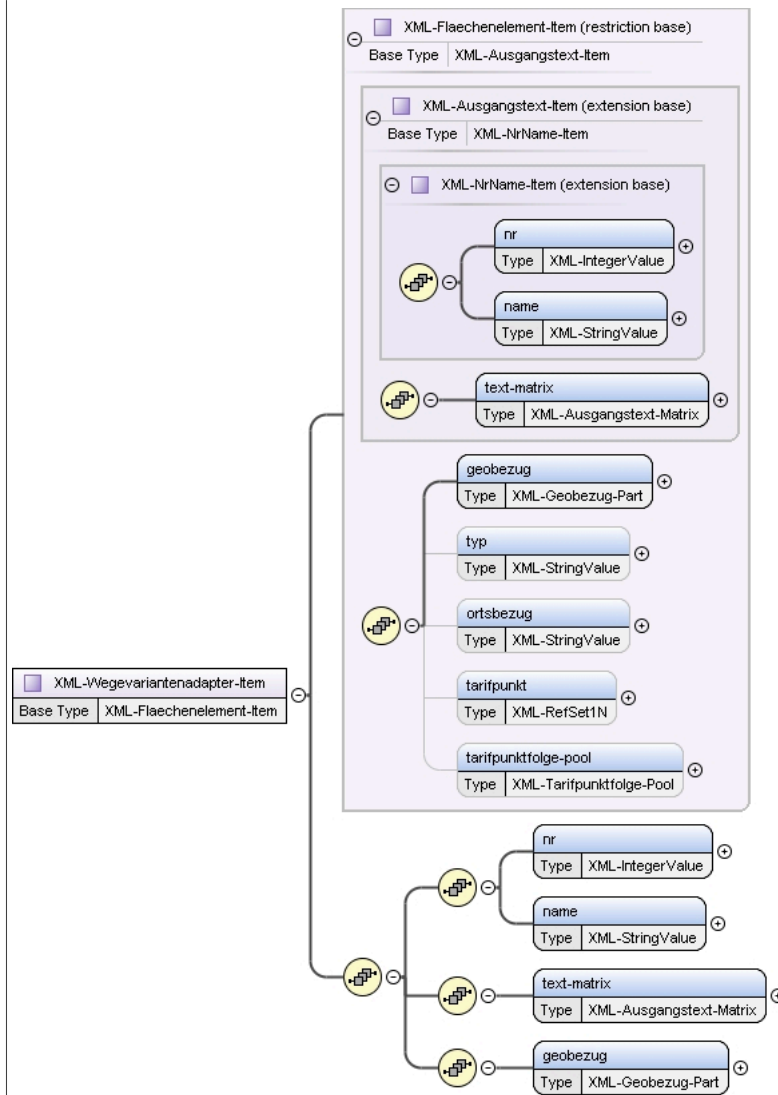 XML-Flaechenelement-Item (restriction base)
Base Type XML-Ausgangstext-Item
XML-Ausgangstext-Item (extension base)
Base Type XML-NrName-Item
XML-NrName-Item (extension base)
nr
Type XML-IntegerValue
name
Type XML-StringValue
text-matrix
Type XML-Ausgangstext-Matrix
geobezug
Type XML-Geobezug-Part
typ
Type XML-StringValue
ortsbezug
Type XML-StringValue
tarifpunkt
Type XML-RefSet1N
tarifpunktfolge-pool
Type XML-Tarifpunktfolge-Pool
XML-Wegevariantenadapter-Item
Base Type XML-Flaechenelement-Item
nr
Type XML-IntegerValue
name
Type XML-StringValue
text-matrix
Type XML-Ausgangstext-Matrix
geobezug
Type XML-Geobezug-Part